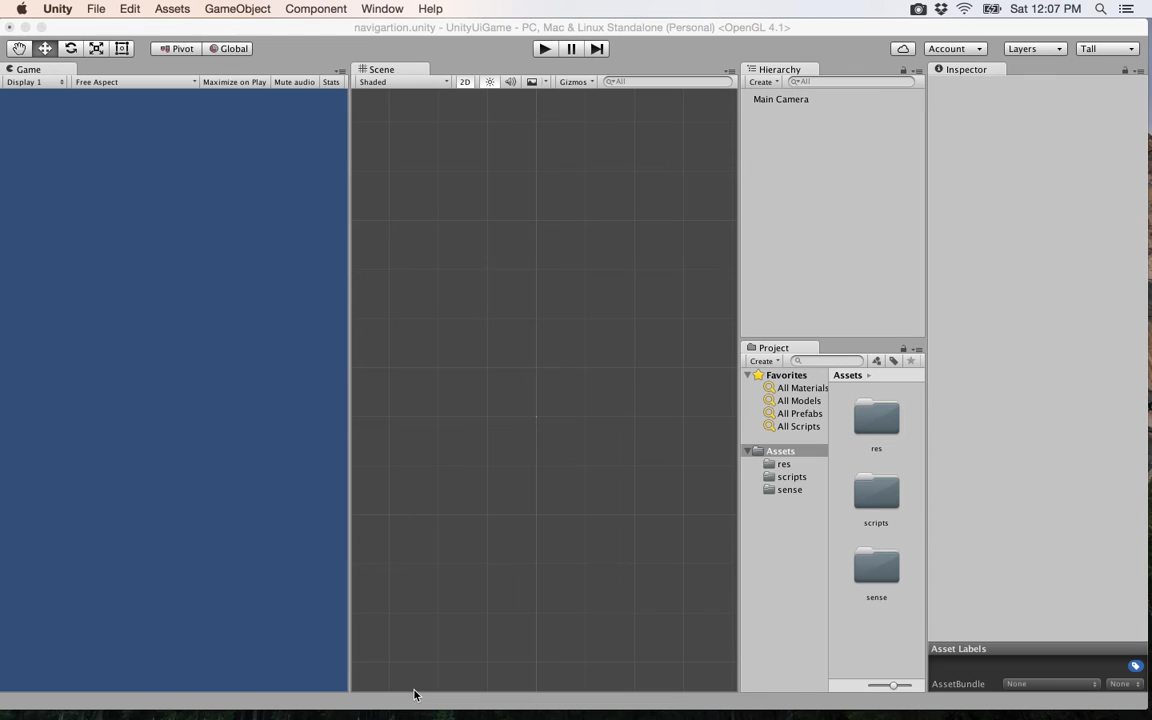 Unity File Edit Assets GameObject Component Window Help Sat 12:07 PM
navigartion.unity - UnityUiGame - PC, Mac & Linux Standalone (Personal) <OpenGL 4.1>
Pivot Global Account Layers Tall
Game Scene Hierarchy Inspector
Display 1 Free Aspect Maximize on Play Mute audio Stats Shaded 2D Gizmos All Create All
Main Camera
Project
Create
Favorites Assets
All Materials
All Models
All Prefabs
All Scripts
res
Assets
res
scripts
sense
scripts
sense
Asset Labels
AssetBundle None None